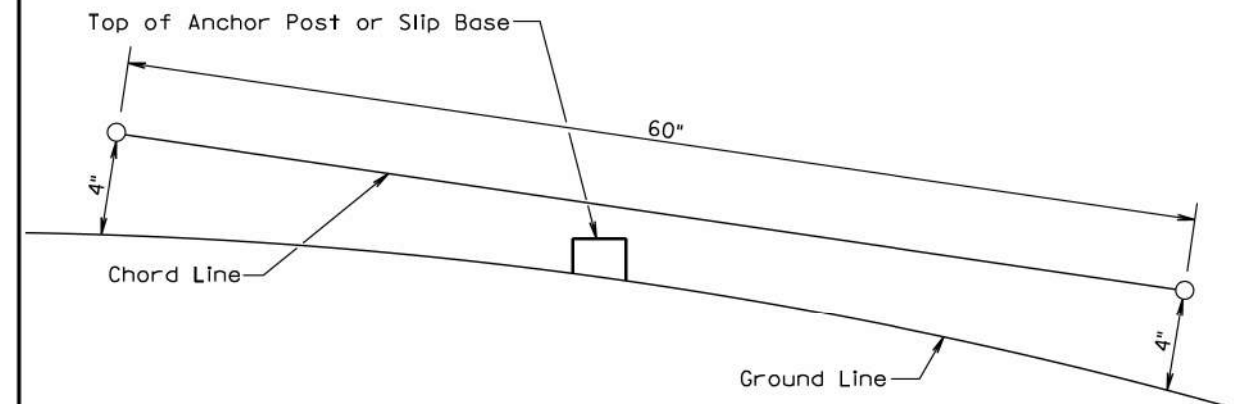 Top of Anchor Post or Slip Base
60"
4"
Chord Line
4"
Ground Line